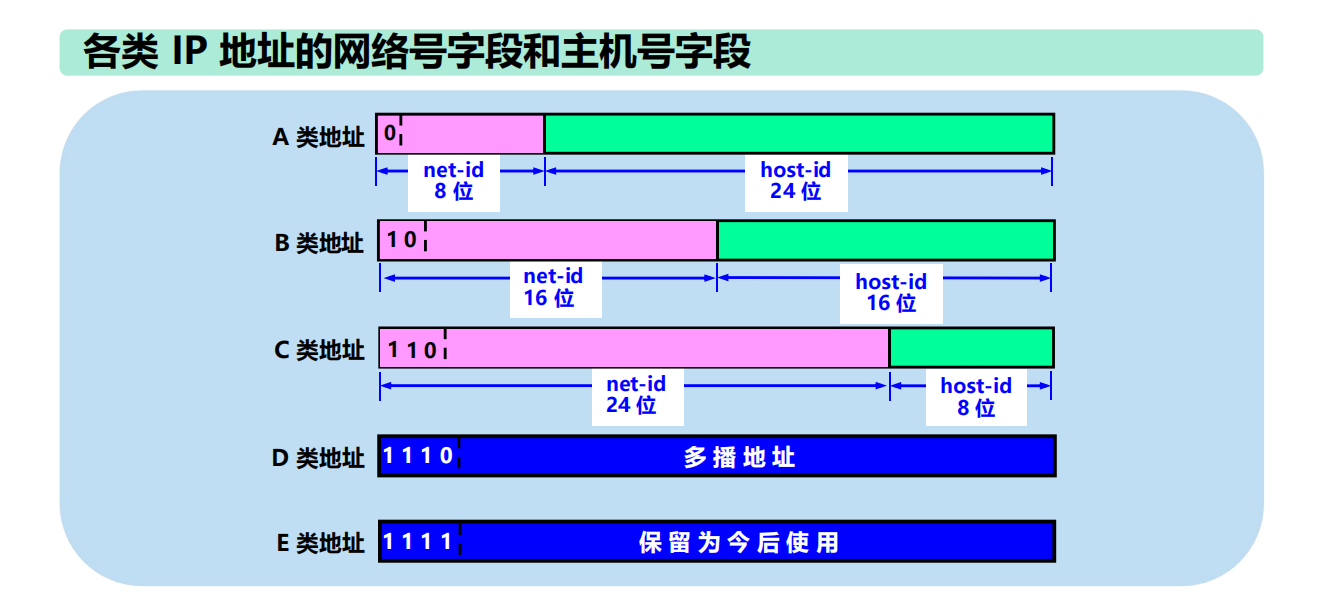 各类 IP 地址的网络号字段和主机号字段
A 类地址
0
net-id
8 位
host-id
24 位
B 类地址
1 0
net-id
16 位
host-id
16 位
C 类地址
1 1 0
net-id
24 位
host-id
8 位
D 类地址
1 1 1 0
多 播 地 址
E 类地址
1 1 1 1
保 留 为 今 后 使 用